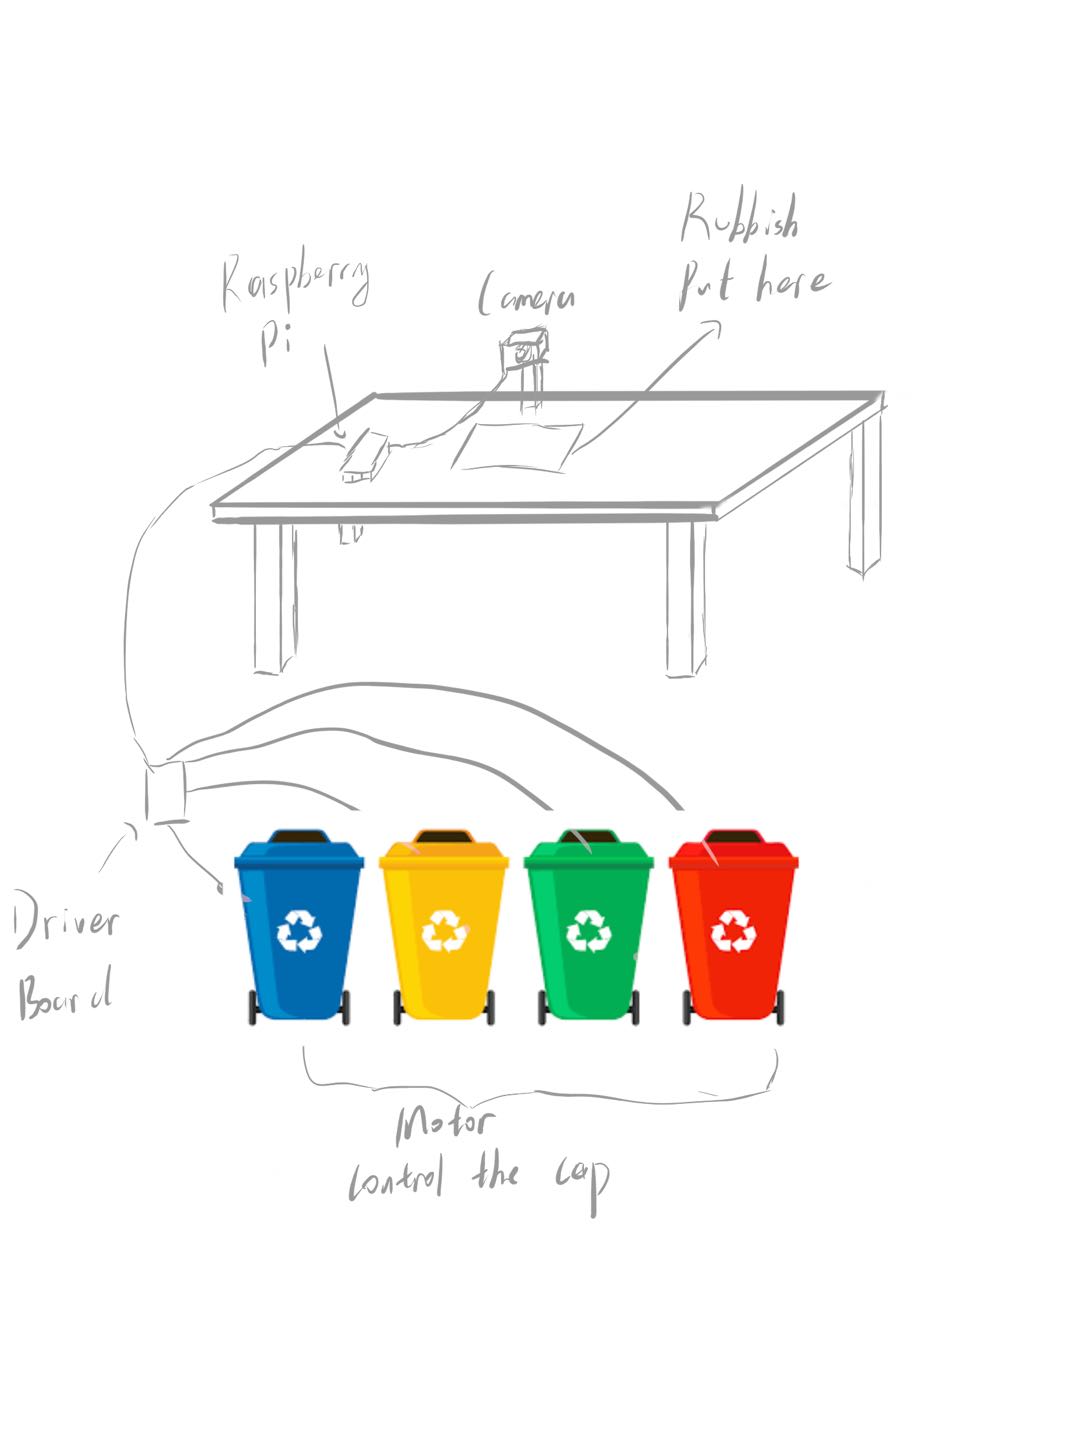 Rubbish
Put here
Raspberry
Pi
Camera
Driver
Board
Motor
control the cap